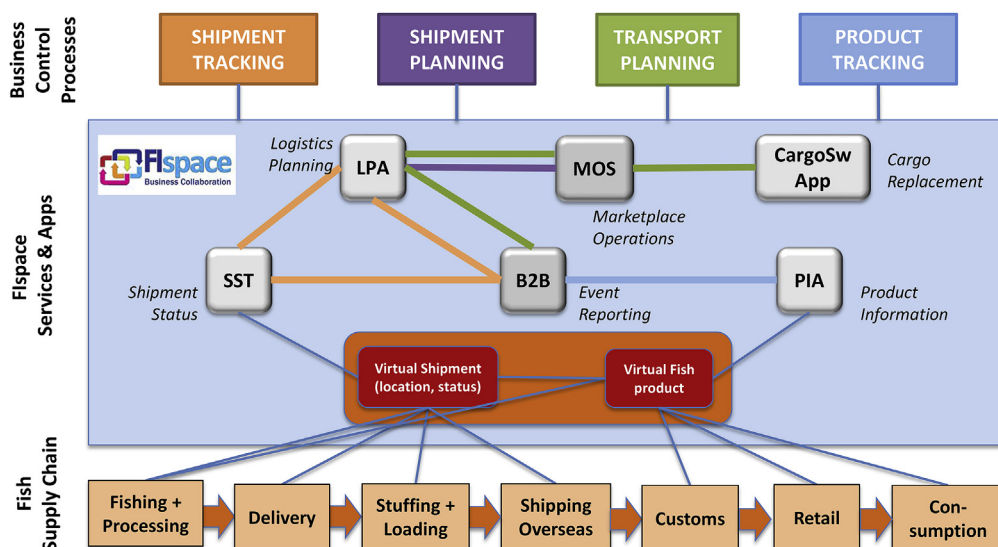 Business
Control
Processes
SHIPMENT
TRACKING
SHIPMENT
PLANNING
TRANSPORT
PLANNING
PRODUCT
TRACKING
FIspace
Services & Apps
FIspace
Business Collaboration
Logistics
Planning
LPA
MOS
CargoSw
App
Cargo
Replacement
Marketplace
Operations
Shipment
Status
SST
B2B
Event
Reporting
PIA
Product
Information
Virtual Shipment
(location, status)
Virtual Fish
product
Fish
Supply Chain
Fishing +
Processing
Delivery
Stuffing +
Loading
Shipping
Overseas
Customs
Retail
Con-
sumption